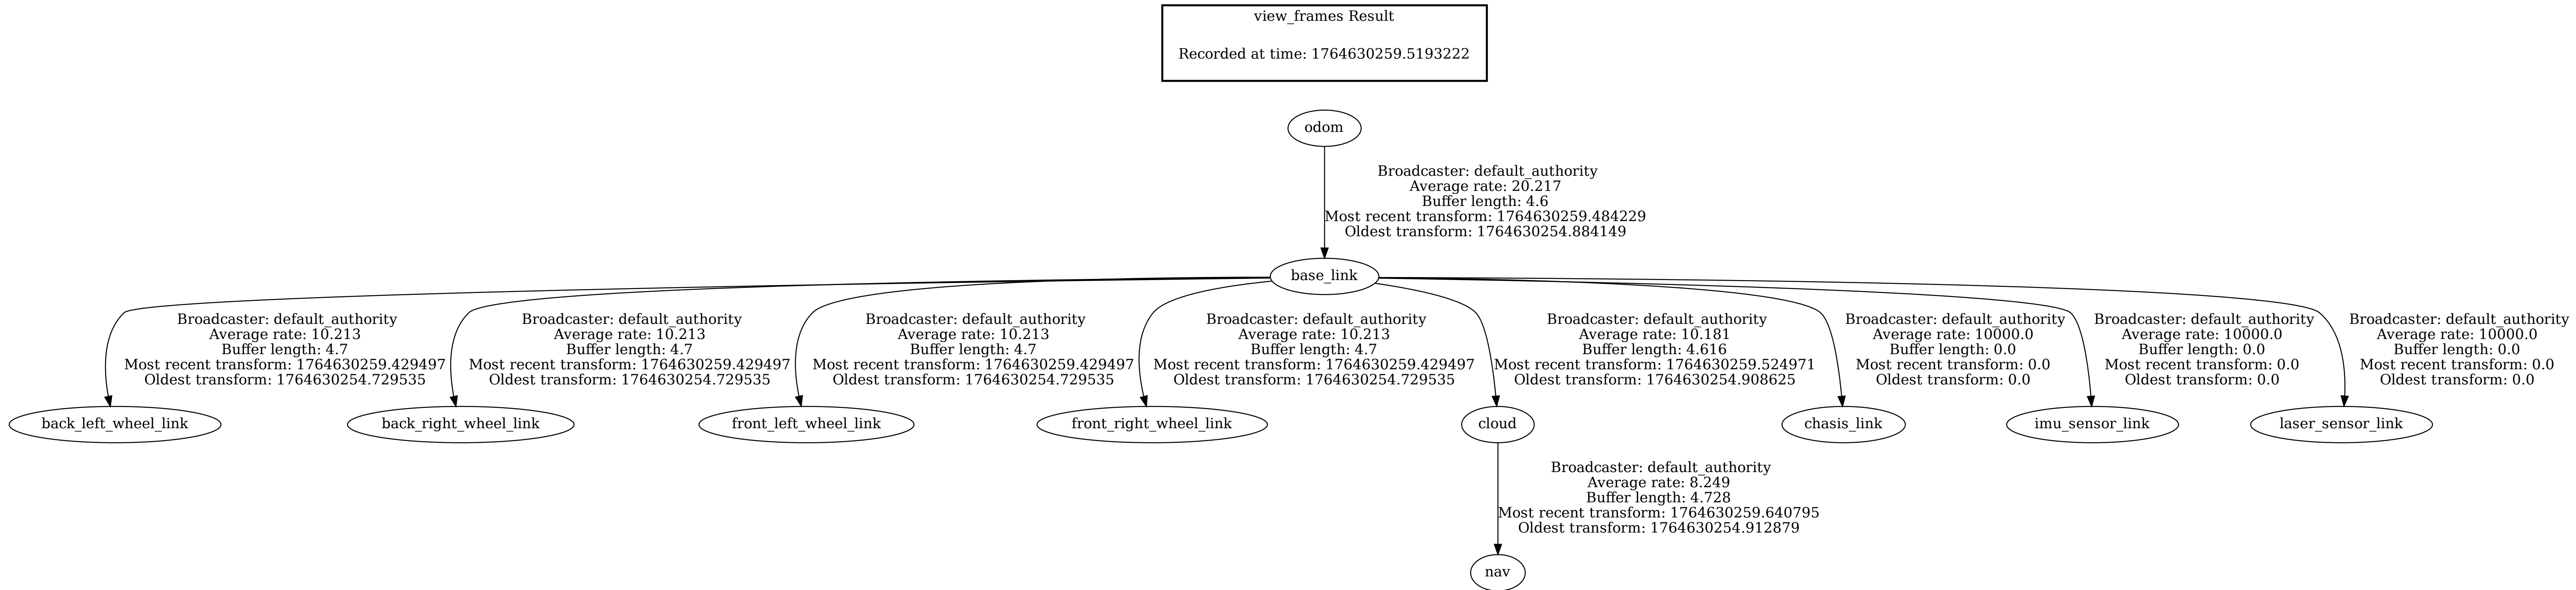 view_frames Result
Recorded at time: 1764630259.5193222
odom
Broadcaster: default_authority
Average rate: 20.217
Buffer length: 4.6
Most recent transform: 1764630259.484229
Oldest transform: 1764630254.884149
base_link
Broadcaster: default_authority
Average rate: 10.213
Buffer length: 4.7
Most recent transform: 1764630259.429497
Oldest transform: 1764630254.729535
Broadcaster: default_authority
Average rate: 10.213
Buffer length: 4.7
Most recent transform: 1764630259.429497
Oldest transform: 1764630254.729535
Broadcaster: default_authority
Average rate: 10.213
Buffer length: 4.7
Most recent transform: 1764630259.429497
Oldest transform: 1764630254.729535
Broadcaster: default_authority
Average rate: 10.213
Buffer length: 4.7
Most recent transform: 1764630259.429497
Oldest transform: 1764630254.729535
Broadcaster: default_authority
Average rate: 10.181
Buffer length: 4.616
Most recent transform: 1764630259.524971
Oldest transform: 1764630254.908625
Broadcaster: default_authority
Average rate: 10000.0
Buffer length: 0.0
Most recent transform: 0.0
Oldest transform: 0.0
Broadcaster: default_authority
Average rate: 10000.0
Buffer length: 0.0
Most recent transform: 0.0
Oldest transform: 0.0
Broadcaster: default_authority
Average rate: 10000.0
Buffer length: 0.0
Most recent transform: 0.0
Oldest transform: 0.0
back_left_wheel_link
back_right_wheel_link
front_left_wheel_link
front_right_wheel_link
cloud
chasis_link
imu_sensor_link
laser_sensor_link
Broadcaster: default_authority
Average rate: 8.249
Buffer length: 4.728
Most recent transform: 1764630259.640795
Oldest transform: 1764630254.912879
nav